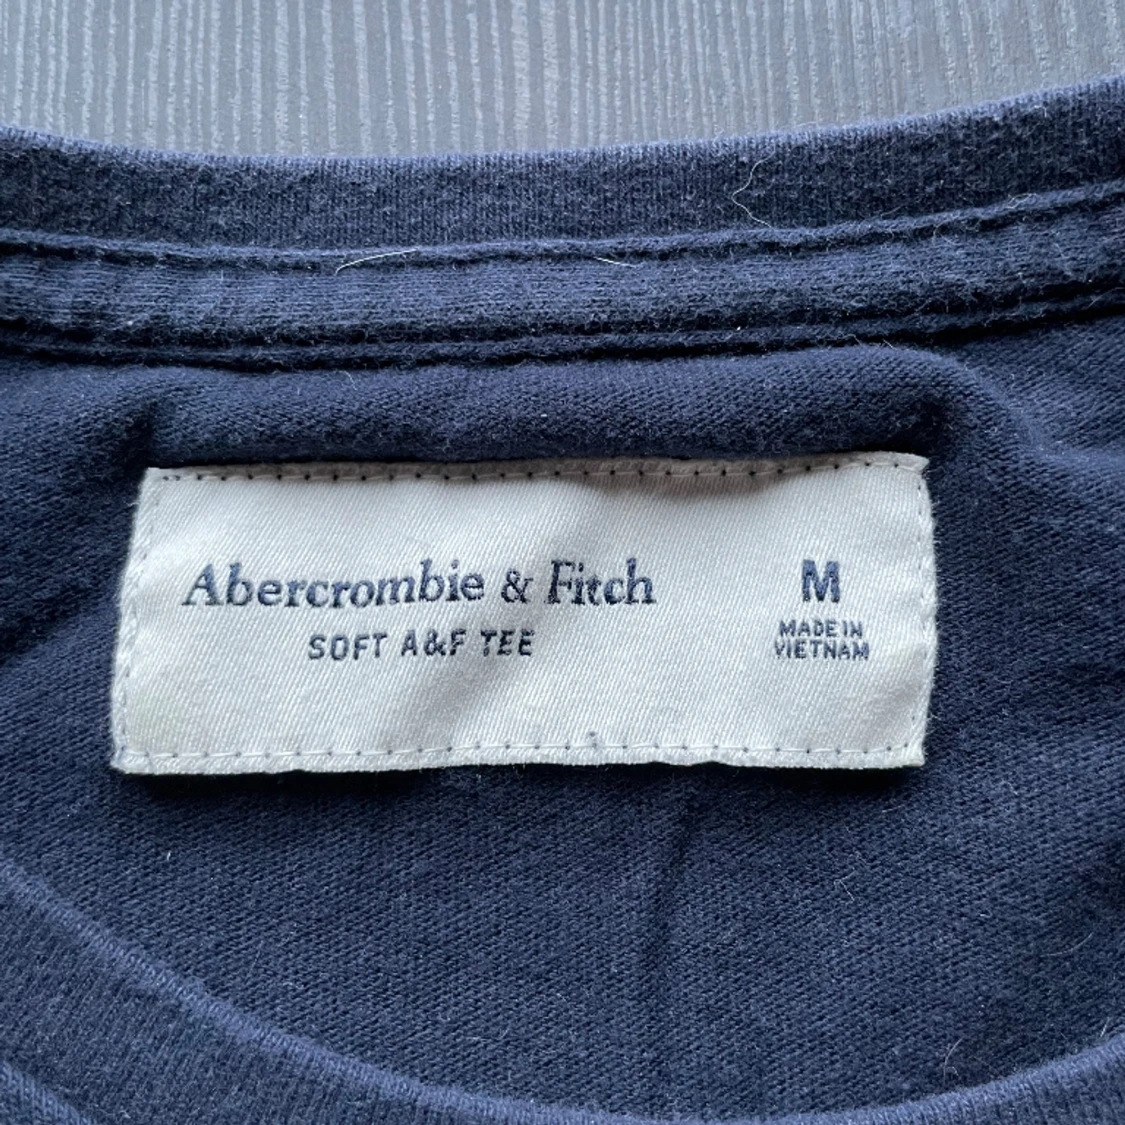 Abercrombie & Fitch
SOFT A&F TEE
M
MADE IN
VIETNAM